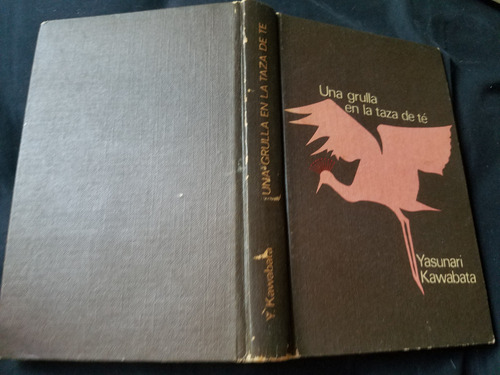 Una grulla
en la taza de té
Yasunari
Kawabata
UNA GRULLA EN LA TAZA DE TE
Y. Kawabata